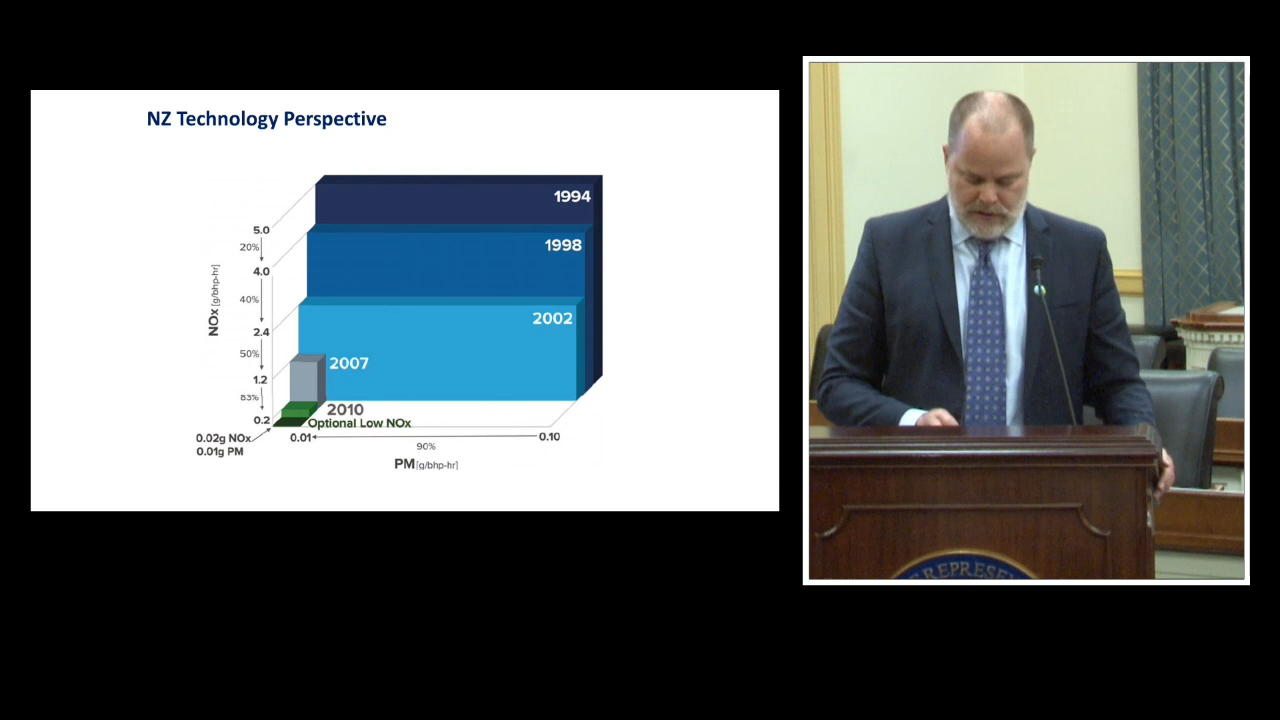 NZ Technology Perspective
1994
1998
2002
2007
2010
Optional Low NOx
NOx [g/bhp-hr]
5.0
20%
4.0
40%
2.4
50%
1.2
83%
0.2
0.02g NOx
0.01g PM
0.01
0.10
90%
PM [g/bhp-hr]
REPRESE